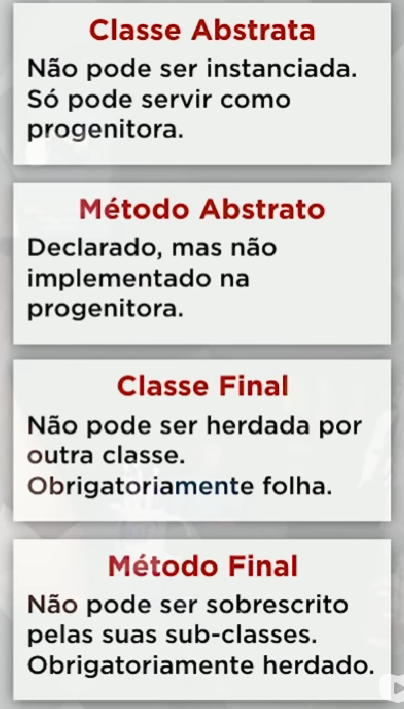 Classe Abstrata
Não pode ser instanciada.
Só pode servir como
progenitora.
Método Abstrato
Declarado, mas não
implementado na
progenitora.
Classe Final
Não pode ser herdada por
outra classe.
Obrigatoriamente folha.
Método Final
Não pode ser sobrescrito
pelas suas sub-classes.
Obrigatoriamente herdado.